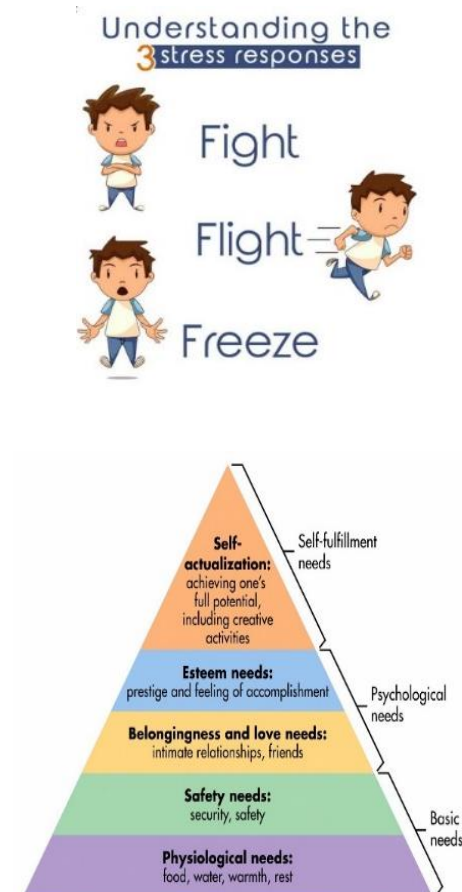 Understanding the
3 stress responses
Fight
Flight
Freeze
Self-
actualization:
achieving one's
full potential,
including creative
activities
Self-fulfillment
needs
Esteem needs:
prestige and feeling of accomplishment
Psychological
needs
Belongingness and love needs:
intimate relationships, friends
Safety needs:
security, safety
Basic
needs
Physiological needs:
food, water, warmth, rest